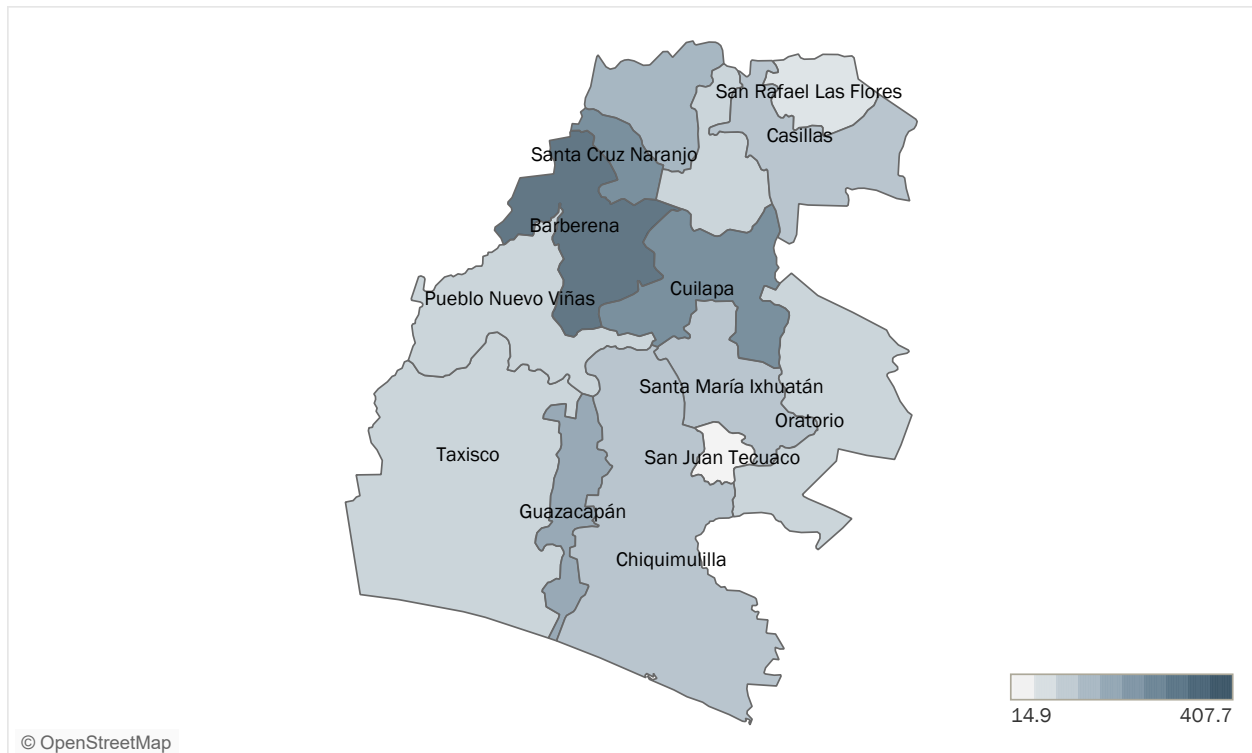 San Rafael Las Flores
Casillas
Santa Cruz Naranjo
Barberena
Cuilapa
Pueblo Nuevo Viñas
Santa María Ixhuatán
Oratorio
Taxisco
San Juan Tecuaco
Guazacapán
Chiquimulilla
14.9
407.7
© OpenStreetMap